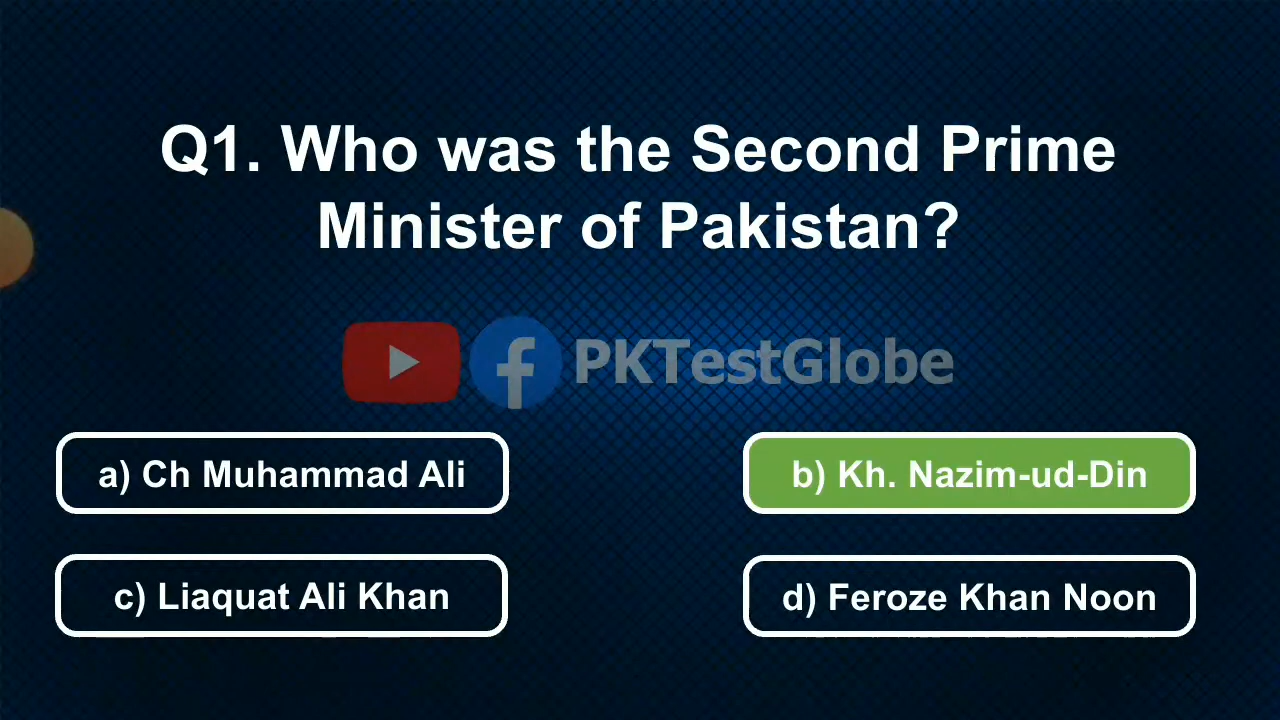 Q1. Who was the Second Prime
Minister of Pakistan?
PKTestGlobe
a) Ch Muhammad Ali
b) Kh. Nazim-ud-Din
c) Liaquat Ali Khan
d) Feroze Khan Noon